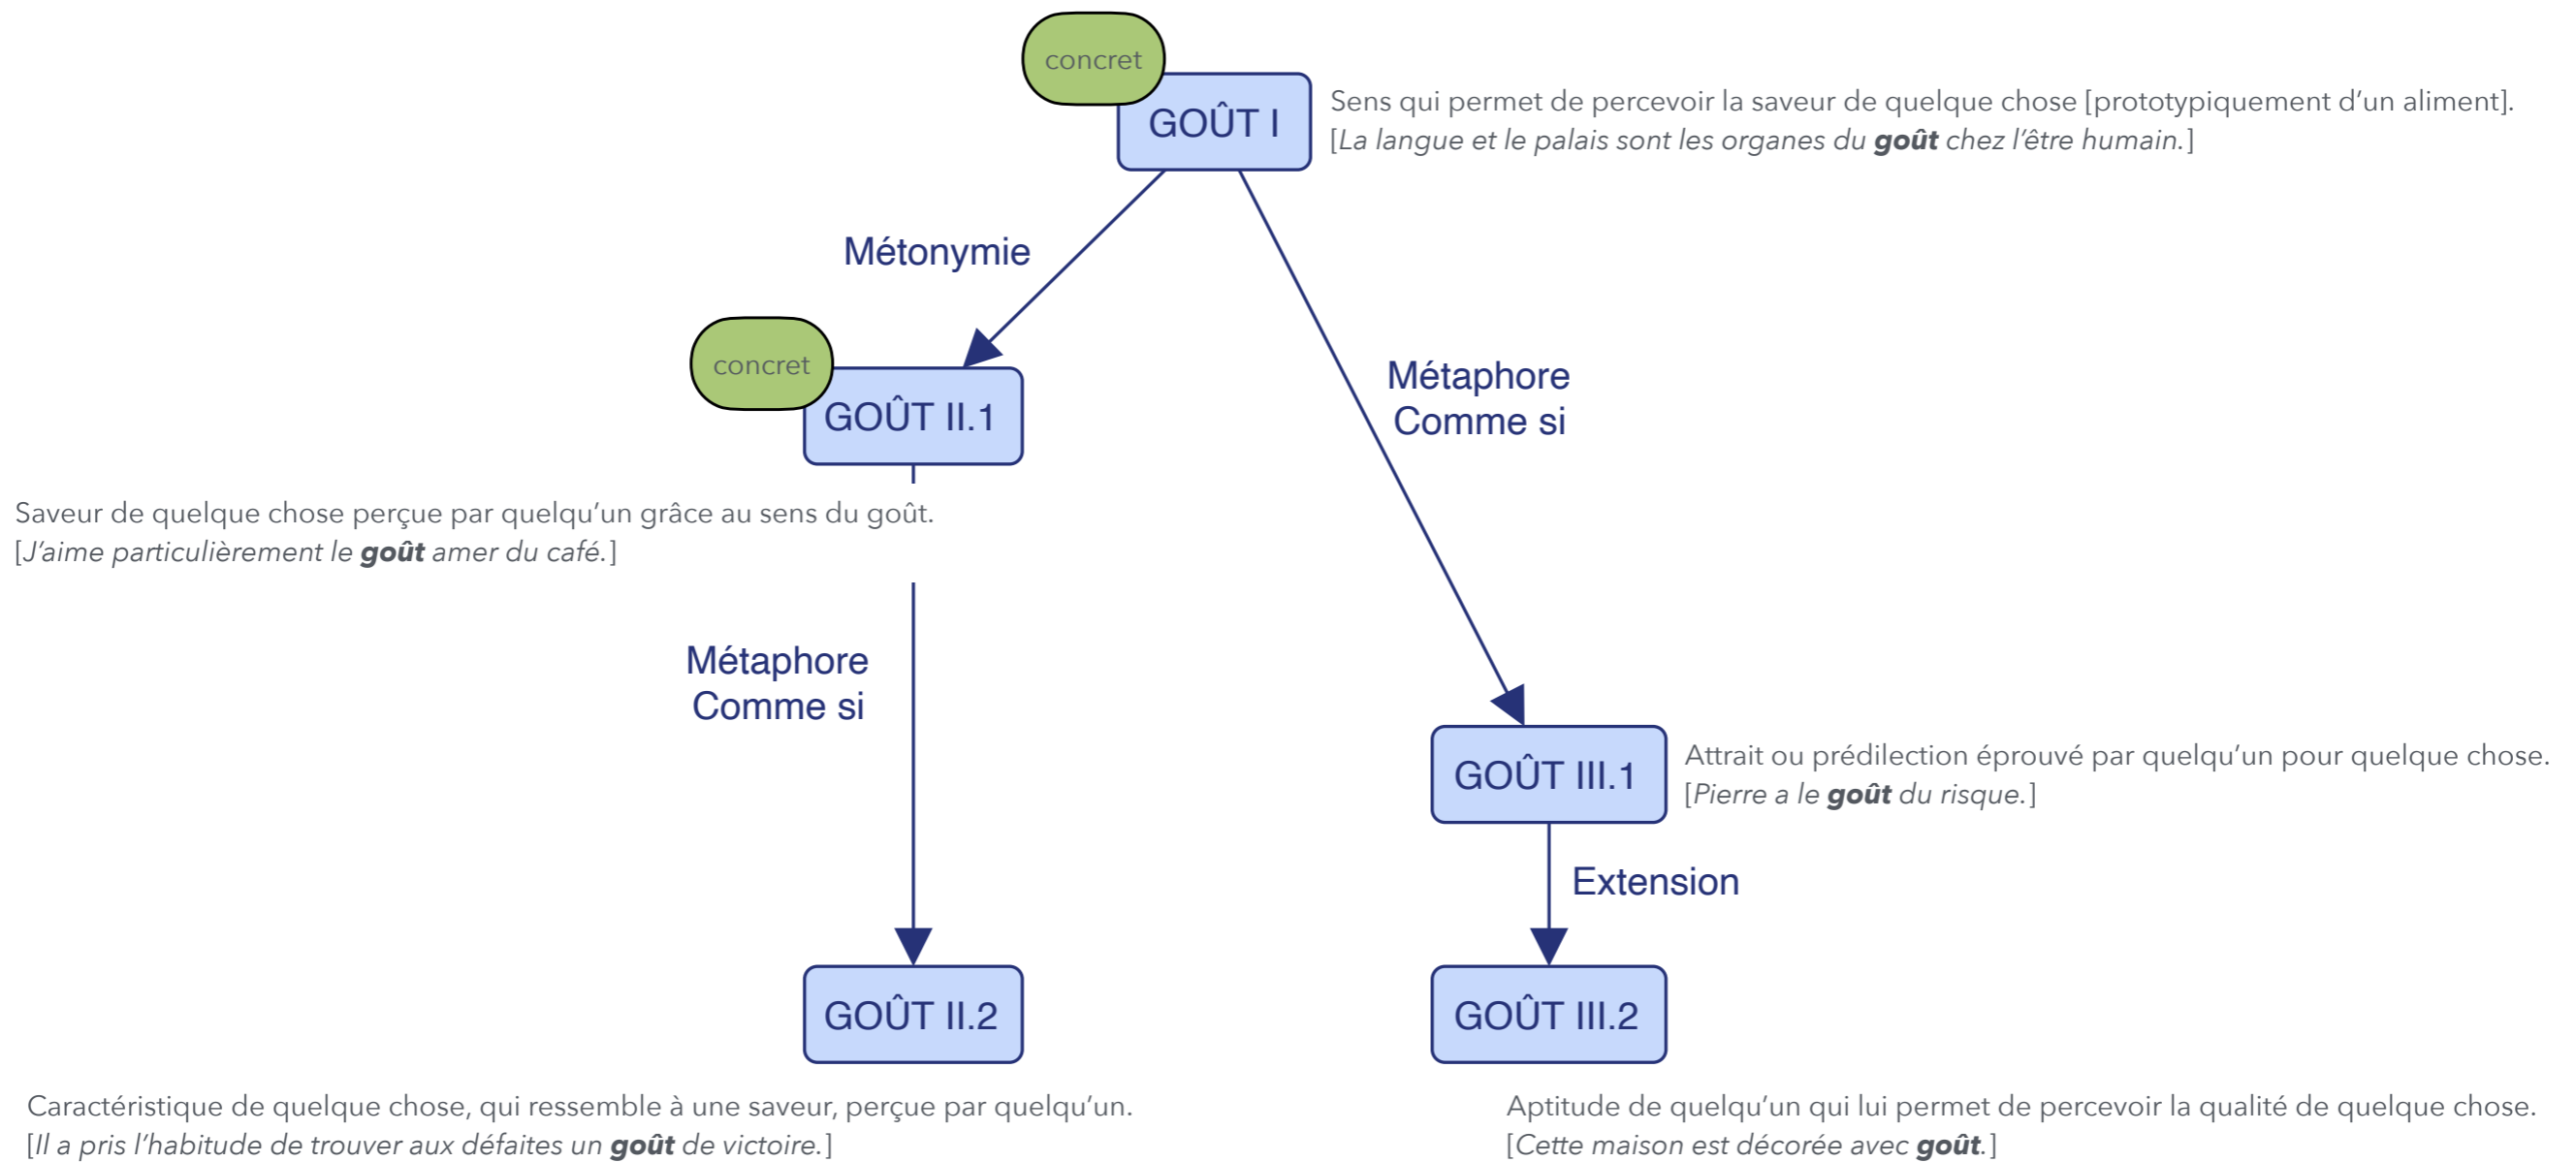 concret
GOÛT I
Sens qui permet de percevoir la saveur de quelque chose [prototypiquement d’un aliment].
[La langue et le palais sont les organes du goût chez l’être humain.]
Métonymie
Métaphore
Comme si
concret
GOÛT II.1
Saveur de quelque chose perçue par quelqu’un grâce au sens du goût.
[J’aime particulièrement le goût amer du café.]
Métaphore
Comme si
GOÛT III.1
Attrait ou prédilection éprouvé par quelqu’un pour quelque chose.
[Pierre a le goût du risque.]
Extension
GOÛT II.2
GOÛT III.2
Caractéristique de quelque chose, qui ressemble à une saveur, perçue par quelqu’un.
[Il a pris l’habitude de trouver aux défaites un goût de victoire.]
Aptitude de quelqu’un qui lui permet de percevoir la qualité de quelque chose.
[Cette maison est décorée avec goût.]